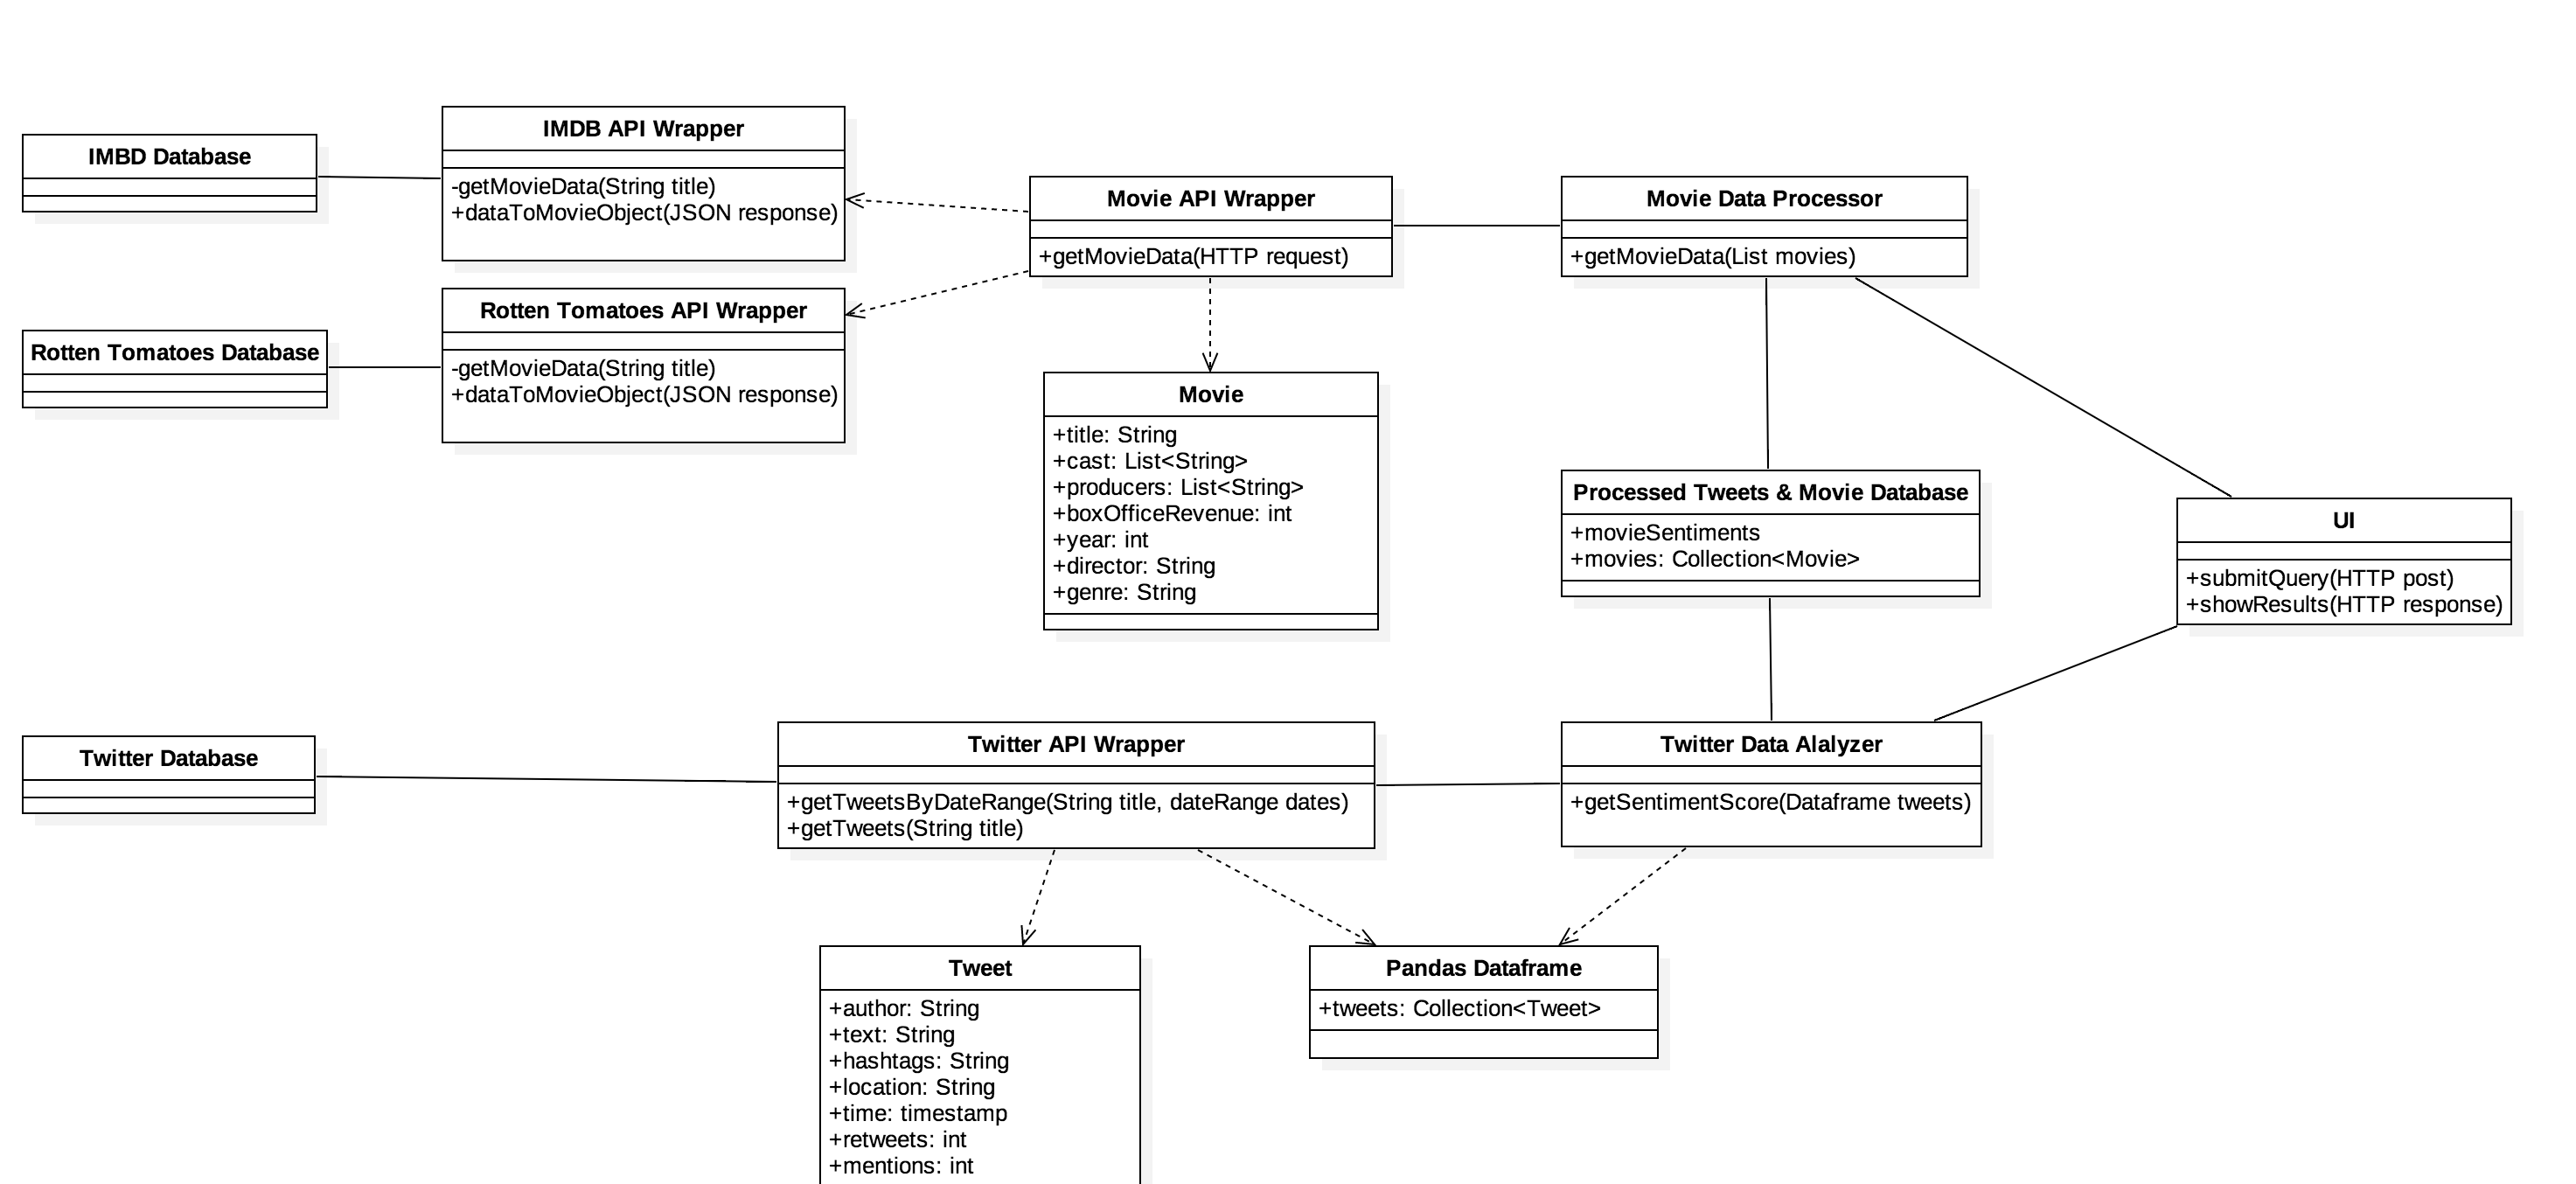 IMBD Database
IMDB API Wrapper
-getMovieData(String title)
+dataToMovieObject(JSON response)
Movie API Wrapper
+getMovieData(HTTP request)
Movie Data Processor
+getMovieData(List movies)
Rotten Tomatoes Database
Rotten Tomatoes API Wrapper
-getMovieData(String title)
+dataToMovieObject(JSON response)
Movie
+title: String
+cast: List<String>
+producers: List<String>
+boxOfficeRevenue: int
+year: int
+director: String
+genre: String
Processed Tweets & Movie Database
+movieSentiments
+movies: Collection<Movie>
UI
+submitQuery(HTTP post)
+showResults(HTTP response)
Twitter Database
Twitter API Wrapper
+getTweetsByDateRange(String title, dateRange dates)
+getTweets(String title)
Twitter Data Alalyzer
+getSentimentScore(Dataframe tweets)
Tweet
+author: String
+text: String
+hashtags: String
+location: String
+time: timestamp
+retweets: int
+mentions: int
Pandas Dataframe
+tweets: Collection<Tweet>